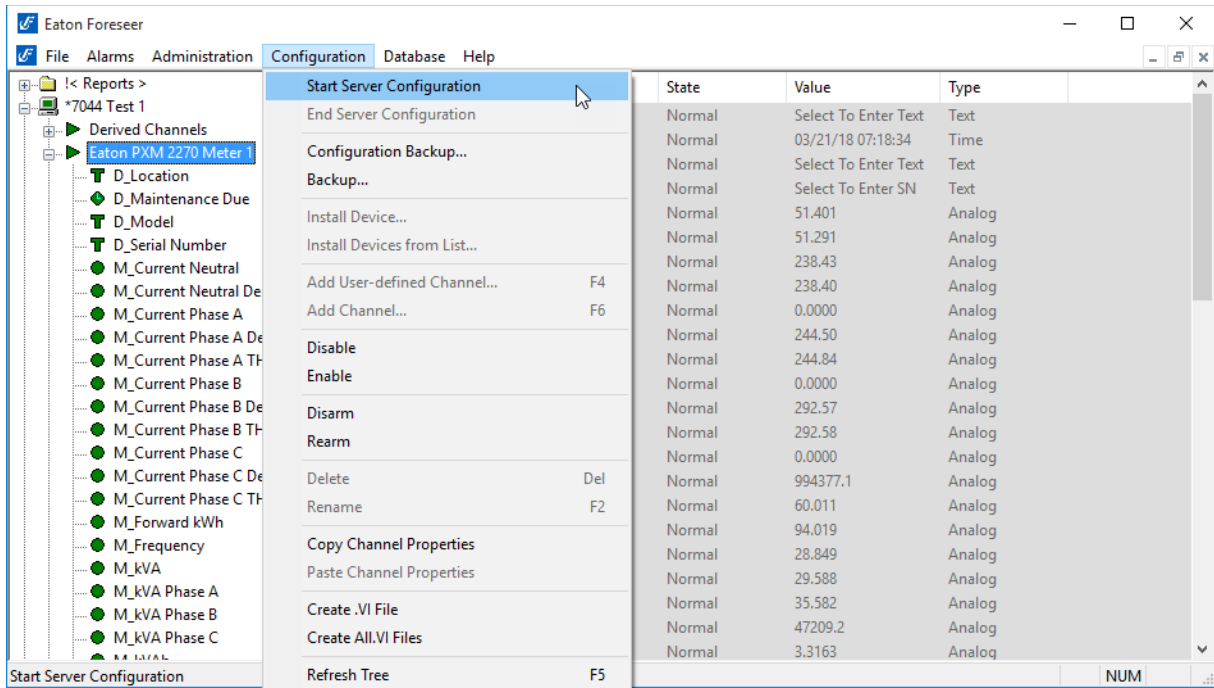 Eaton Foreseer
File Alarms Administration Configuration Database Help
!< Reports >
*7044 Test 1
Derived Channels
Eaton PXM 2270 Meter 1
D_Location
D_Maintenance Due
D_Model
D_Serial Number
M_Current Neutral
M_Current Neutral De
M_Current Phase A
M_Current Phase A De
M_Current Phase A TH
M_Current Phase B
M_Current Phase B De
M_Current Phase B TH
M_Current Phase C
M_Current Phase C De
M_Current Phase C TH
M_Forward kWh
M_Frequency
M_kVA
M_kVA Phase A
M_kVA Phase B
M_kVA Phase C
Start Server Configuration
End Server Configuration
Configuration Backup...
Backup...
Install Device...
Install Devices from List...
Add User-defined Channel... F4
Add Channel... F6
Disable
Enable
Disarm
Rearm
Delete Del
Rename F2
Copy Channel Properties
Paste Channel Properties
Create .VI File
Create All.VI Files
Refresh Tree F5
State Value Type
Normal Select To Enter Text Text
Normal 03/21/18 07:18:34 Time
Normal Select To Enter Text Text
Normal Select To Enter SN Text
Normal 51.401 Analog
Normal 51.291 Analog
Normal 238.43 Analog
Normal 238.40 Analog
Normal 0.0000 Analog
Normal 244.50 Analog
Normal 244.84 Analog
Normal 0.0000 Analog
Normal 292.57 Analog
Normal 292.58 Analog
Normal 0.0000 Analog
Normal 994377.1 Analog
Normal 60.011 Analog
Normal 94.019 Analog
Normal 28.849 Analog
Normal 29.588 Analog
Normal 35.582 Analog
Normal 47209.2 Analog
Normal 3.3163 Analog
Start Server Configuration NUM